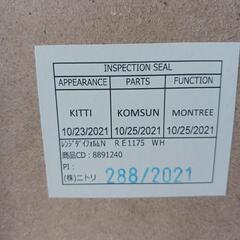 INSPECTION SEAL
APPEARANCE PARTS FUNCTION
KITTI KOMSUN MONTREE
10/23/2021 10/25/2021 10/25/2021
ﾚﾝｼﾞﾀﾞｲﾌｫﾙﾑN RE1175 WH
商品CD : 8891240
PI :
(株)ニトリ 288/2021